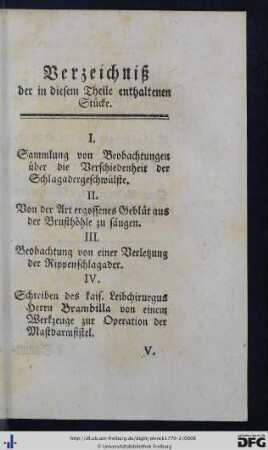 Verzeichniß
der in diesem Theile enthaltenen
Stücke.
I.
Sammlung von Beobachtungen
über die Verschiedenheit der
Schlagadergeschwülste.
II.
Von der Art ergossenes Geblüt aus
der Brusthöhle zu saugen.
III.
Beobachtung von einer Verletzung
der Rippenschlagader.
IV.
Schreiben des kais. Leibchirurgus
Herrn Brambilla von einem
Werkzeuge zur Operation der
Mastdarmfistel.
V.
http://dl.ub.uni-freiburg.de/diglit/plenck1770-2/0008
© Universitätsbibliothek Freiburg
DFG